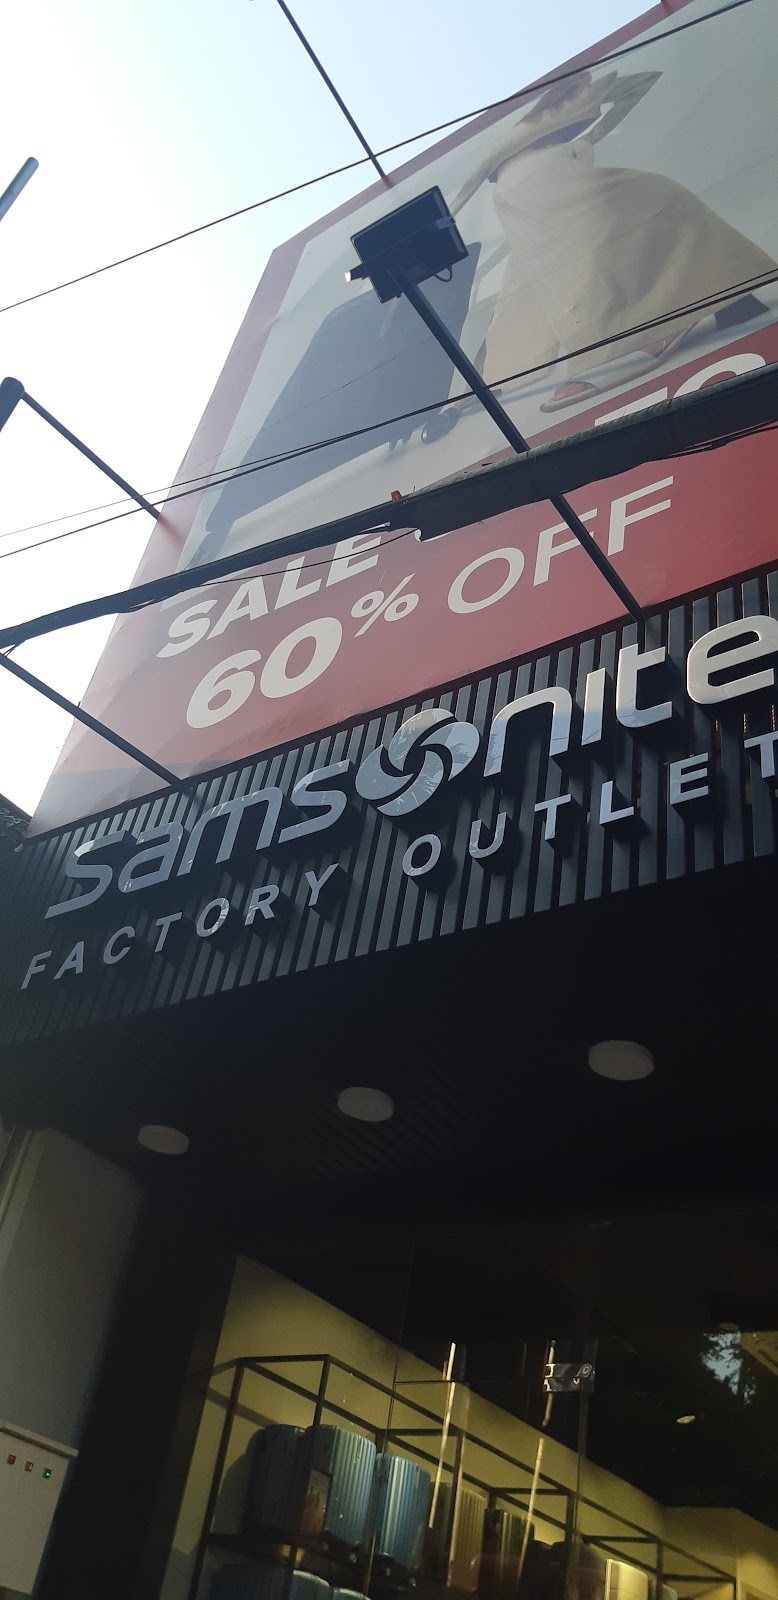 SALE
60% OFF
Samsonite
FACTORY OUTLET